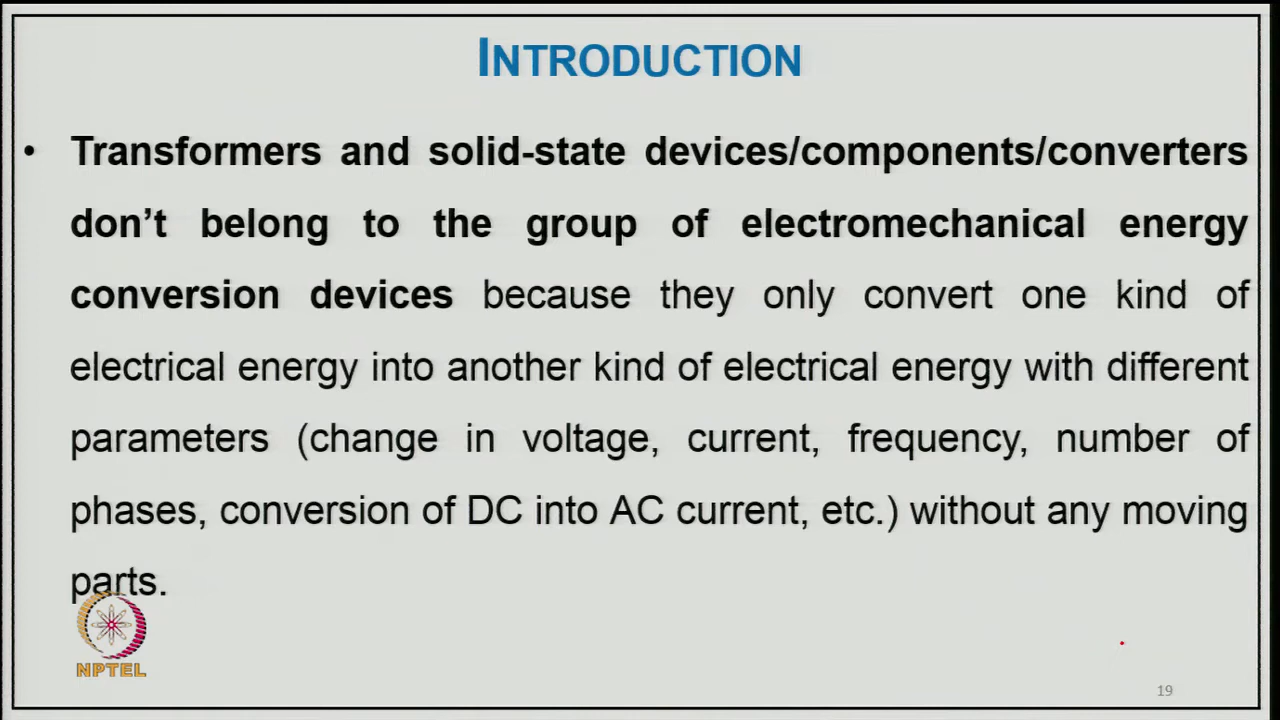 INTRODUCTION
• Transformers and solid-state devices/components/converters
don’t belong to the group of electromechanical energy
conversion devices because they only convert one kind of
electrical energy into another kind of electrical energy with different
parameters (change in voltage, current, frequency, number of
phases, conversion of DC into AC current, etc.) without any moving
parts.
NPTEL
19